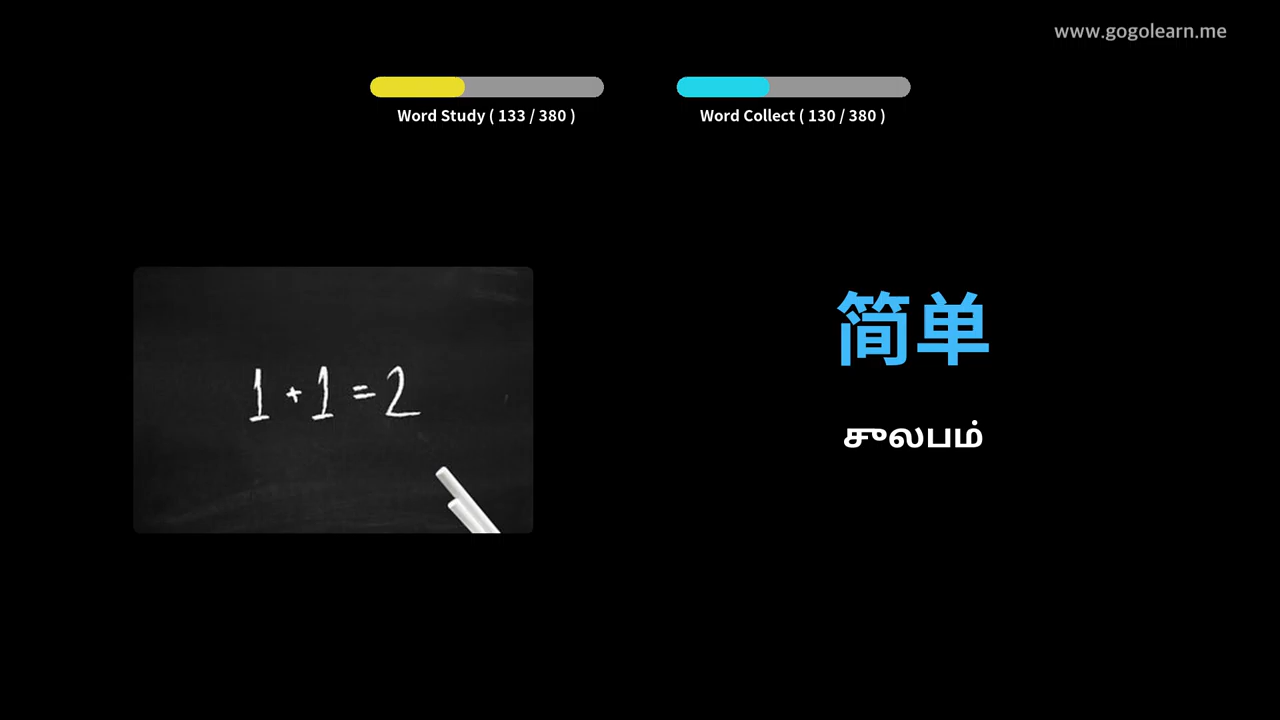 www.gogolearn.me
Word Study ( 133 / 380 )
Word Collect ( 130 / 380 )
1 + 1 = 2
简单
சுலபம்